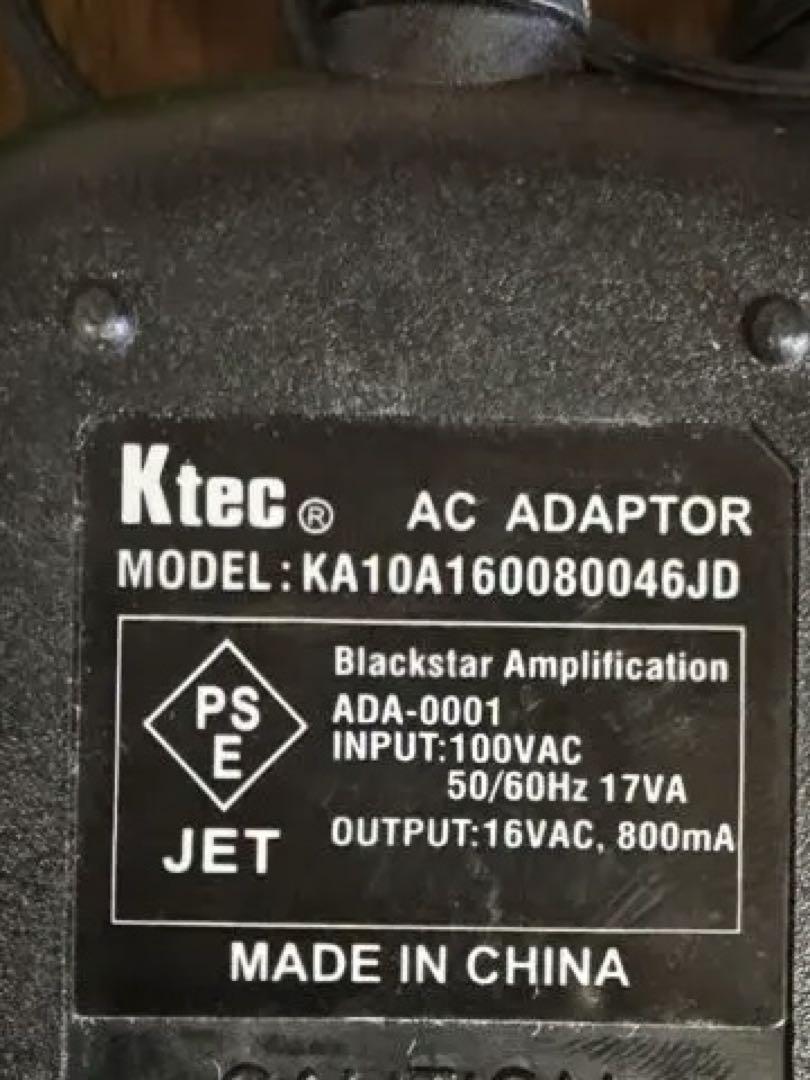 Ktec® AC ADAPTOR
MODEL:KA10A160080046JD
PS
E
JET
Blackstar Amplification
ADA-0001
INPUT:100VAC
50/60Hz 17VA
OUTPUT:16VAC, 800mA
MADE IN CHINA